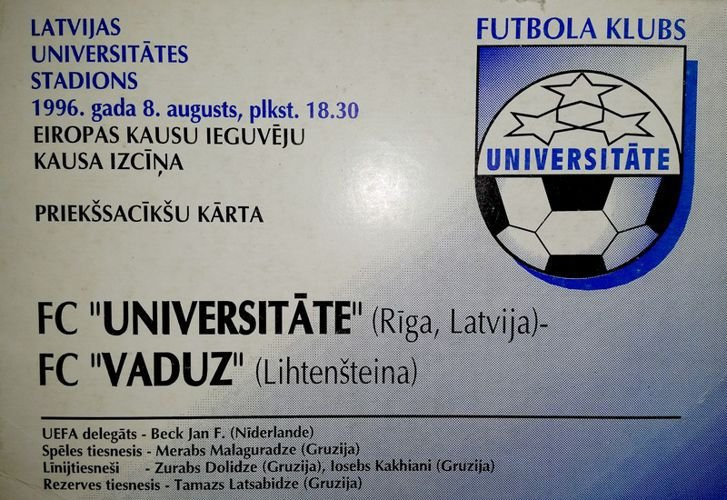 LATVIJAS
UNIVERSITĀTES
STADIONS
1996. gada 8. augusts, plkst. 18.30
EIROPAS KAUSU IEGUVĒJU
KAUSA IZCĪŅA
PRIEKŠSACĪKŠU KĀRTA
FUTBOLA KLUBS
UNIVERSITĀTE
FC "UNIVERSITĀTE" (Rīga, Latvija)-
FC "VADUZ" (Lihtenšteina)
UEFA delegāts - Beck Jan F. (Nīderlande)
Spēles tiesnesis - Merabs Malaguradze (Gruzija)
Līnijtiesneši - Zurabs Dolidze (Gruzija), Iosebs Kakhiani (Gruzija)
Rezerves tiesnesis - Tamazs Latsabidze (Gruzija)